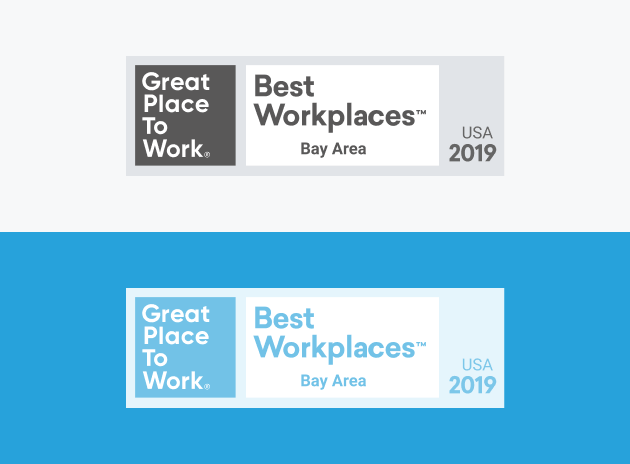 Great
Place
To
Work®
Best
Workplaces™
Bay Area
USA
2019
Great
Place
To
Work®
Best
Workplaces™
Bay Area
USA
2019